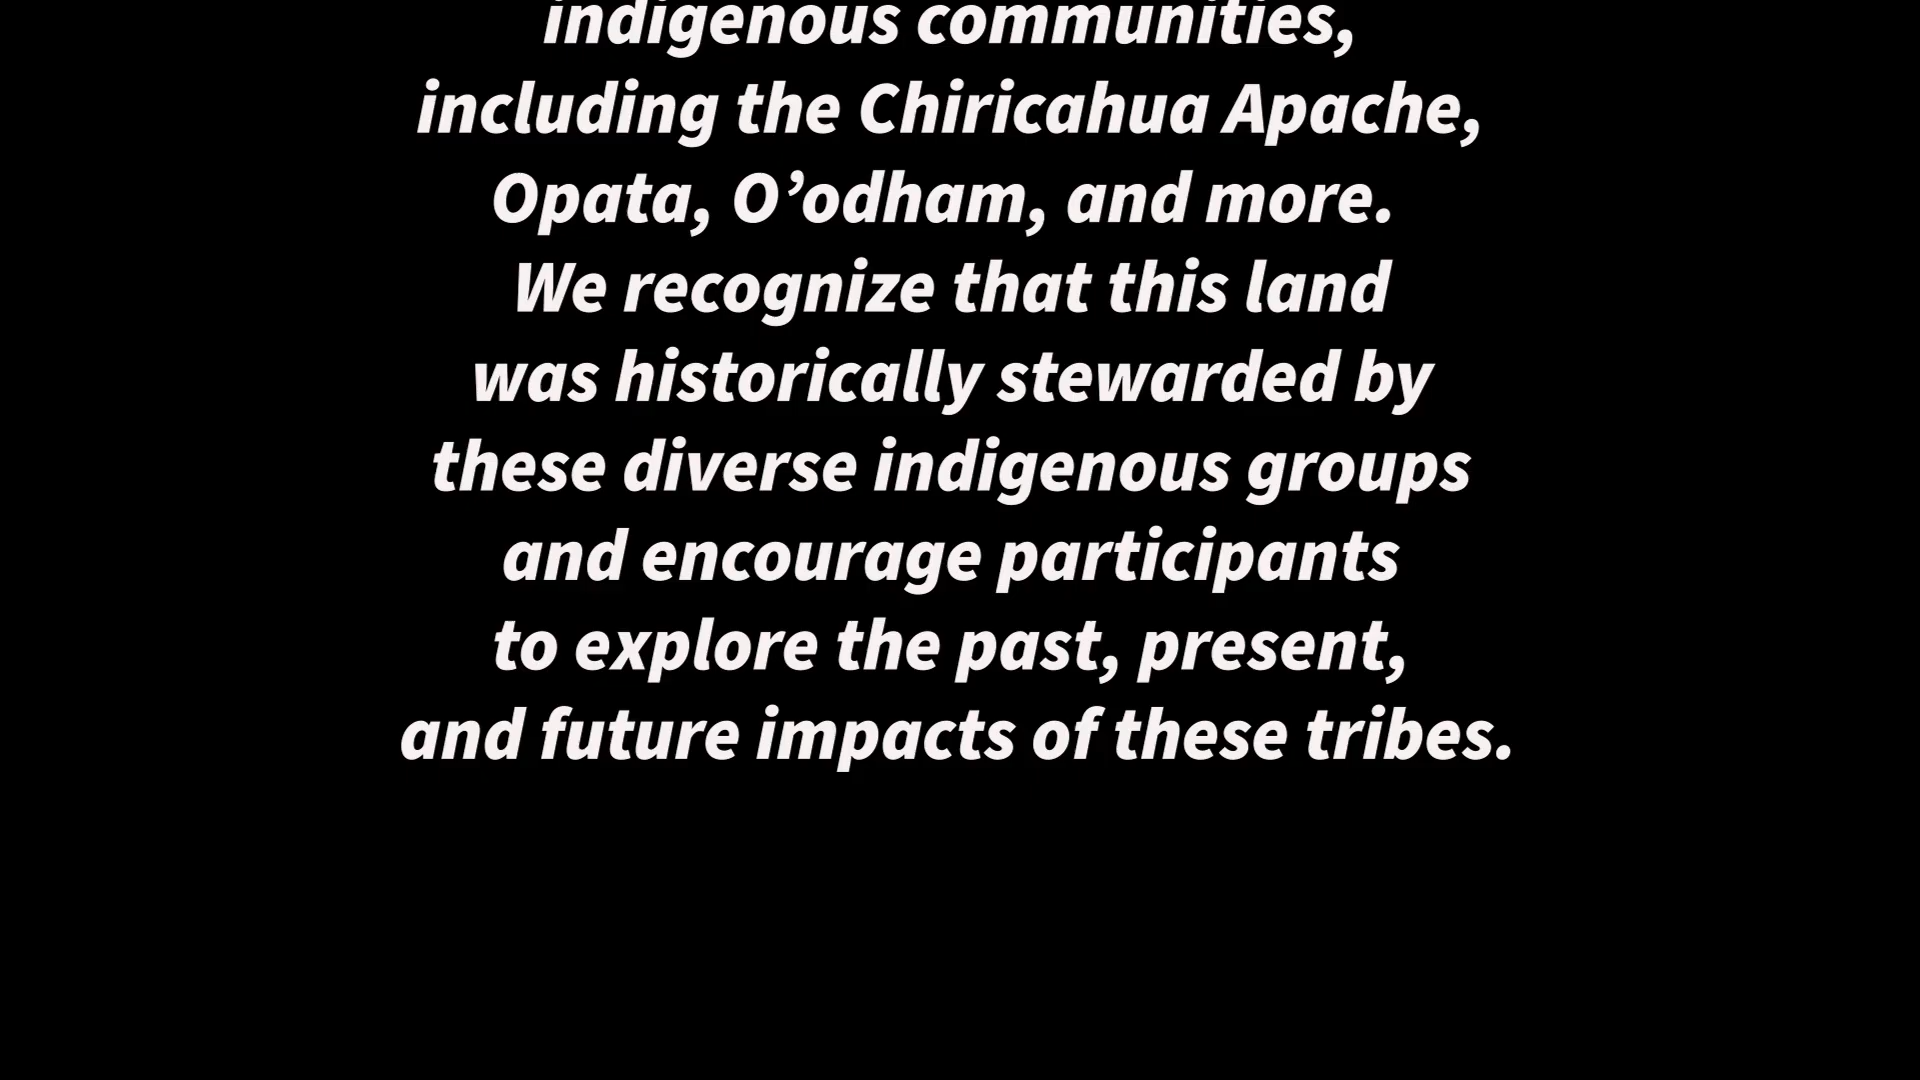 indigenous communities,
including the Chiricahua Apache,
Opata, O’odham, and more.
We recognize that this land
was historically stewarded by
these diverse indigenous groups
and encourage participants
to explore the past, present,
and future impacts of these tribes.